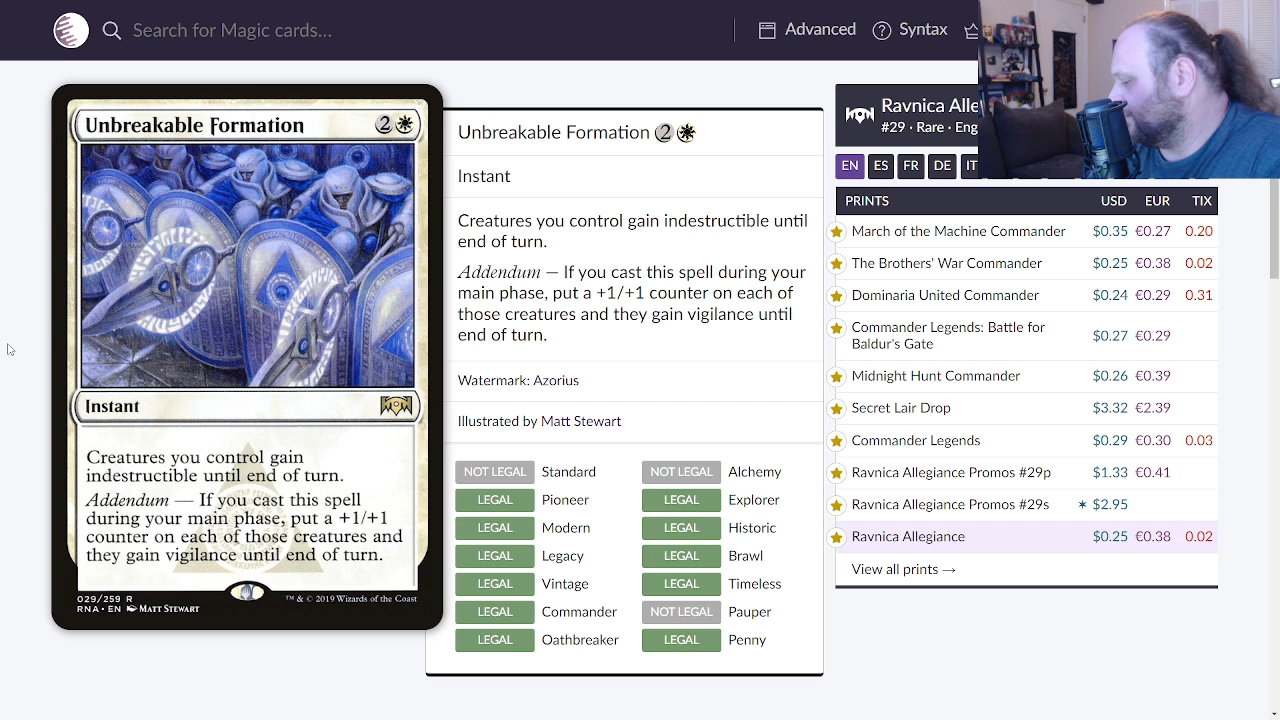 Search for Magic cards...
Advanced
Syntax
Unbreakable Formation 2
Instant
Creatures you control gain
indestructible until end of turn.
Addendum — If you cast this spell
during your main phase, put a +1/+1
counter on each of those creatures and
they gain vigilance until end of turn.
029/259 R
RNA • EN Matt Stewart
™ & © 2019 Wizards of the Coast
Unbreakable Formation 2
Instant
Creatures you control gain indestructible until
end of turn.
Addendum — If you cast this spell during your
main phase, put a +1/+1 counter on each of
those creatures and they gain vigilance until
end of turn.
Watermark: Azorius
Illustrated by Matt Stewart
NOT LEGAL Standard NOT LEGAL Alchemy
LEGAL Pioneer LEGAL Explorer
LEGAL Modern LEGAL Historic
LEGAL Legacy LEGAL Brawl
LEGAL Vintage LEGAL Timeless
LEGAL Commander NOT LEGAL Pauper
LEGAL Oathbreaker LEGAL Penny
Ravnica Alle
#29 • Rare • Eng
EN ES FR DE IT
PRINTS USD EUR TIX
March of the Machine Commander $0.35 €0.27 0.20
The Brothers' War Commander $0.25 €0.38 0.02
Dominaria United Commander $0.24 €0.29 0.31
Commander Legends: Battle for
Baldur's Gate $0.27 €0.29
Midnight Hunt Commander $0.26 €0.39
Secret Lair Drop $3.32 €2.39
Commander Legends $0.29 €0.30 0.03
Ravnica Allegiance Promos #29p $1.33 €0.41
Ravnica Allegiance Promos #29s ✶ $2.95
Ravnica Allegiance $0.25 €0.38 0.02
View all prints →